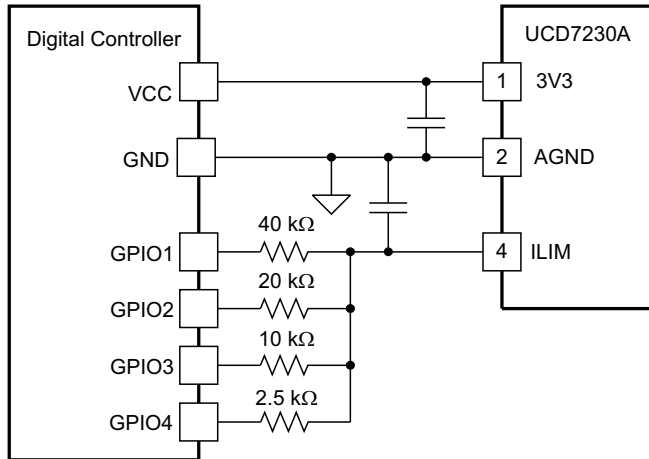 Digital Controller
UCD7230A
VCC
1
3V3
GND
2
AGND
40 kΩ
GPIO1
4
ILIM
20 kΩ
GPIO2
10 kΩ
GPIO3
2.5 kΩ
GPIO4